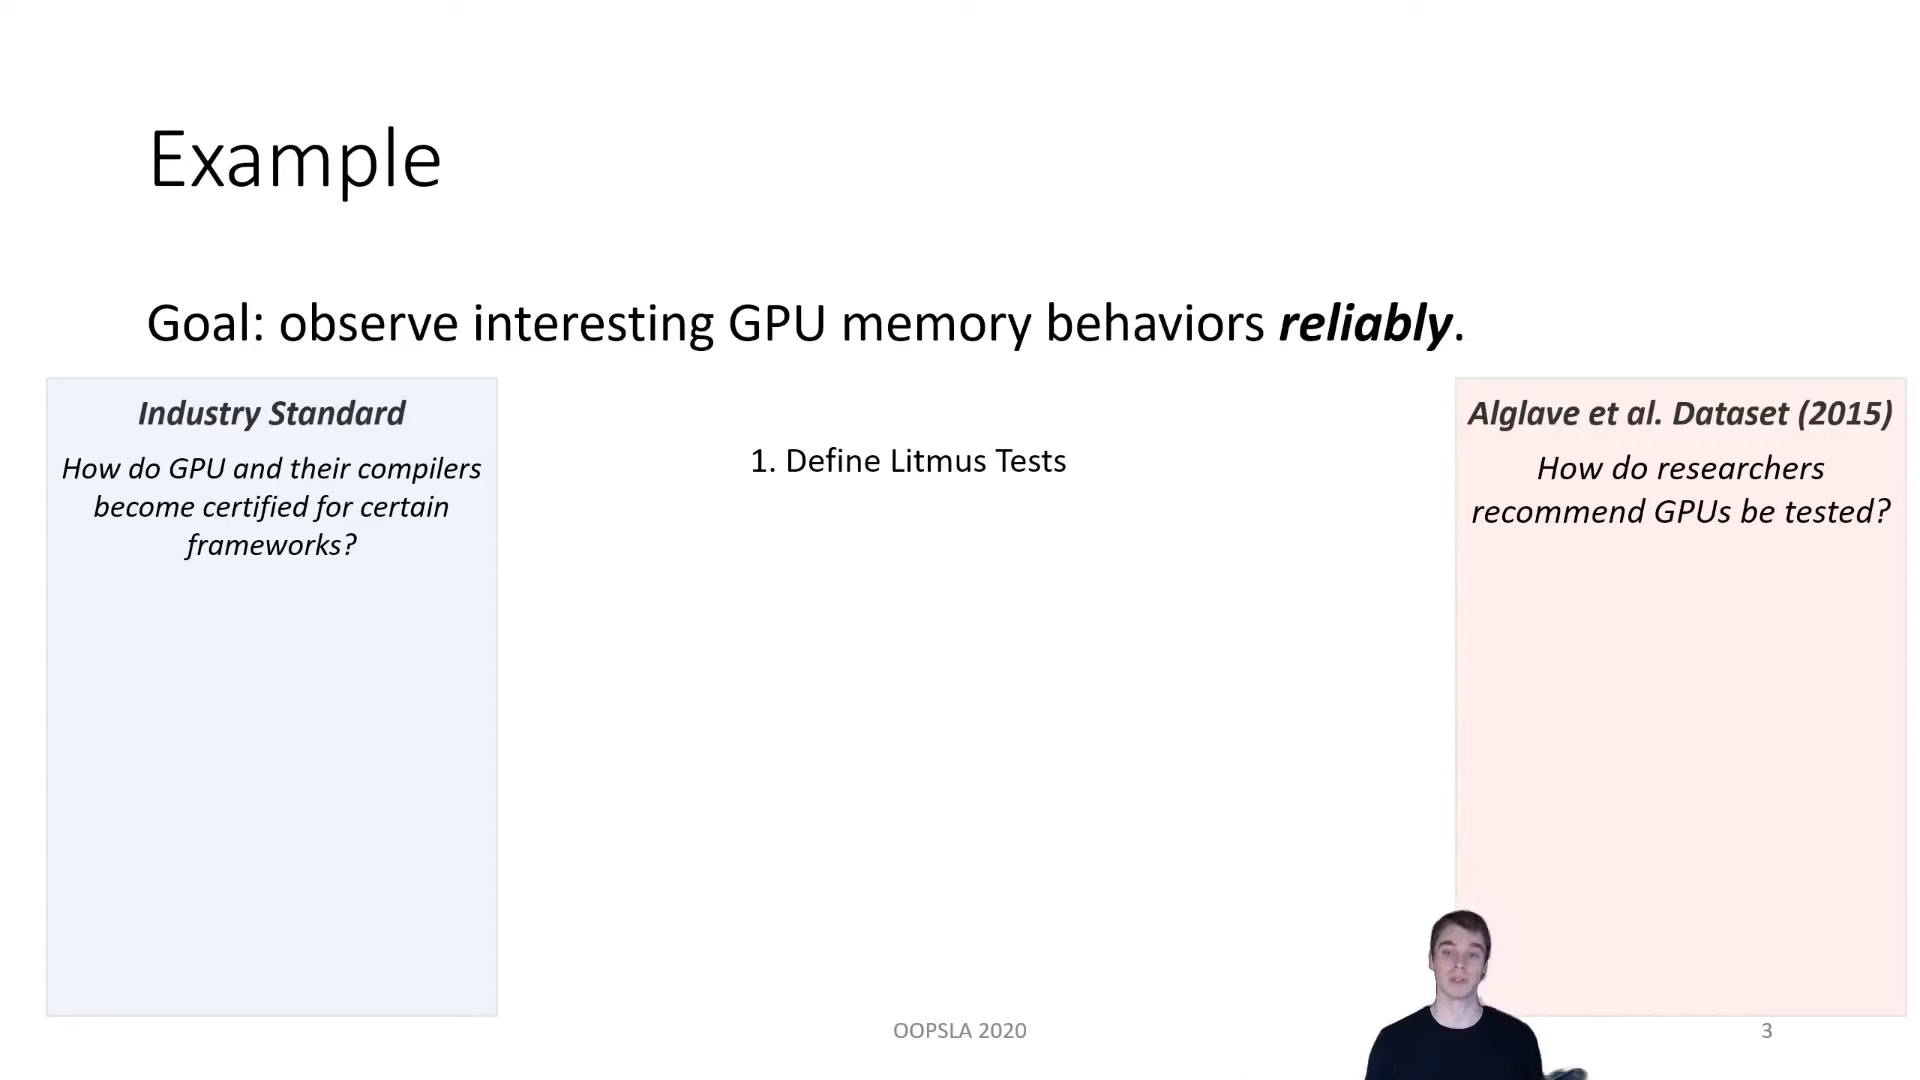 Example
Goal: observe interesting GPU memory behaviors reliably.
Industry Standard
How do GPU and their compilers
become certified for certain
frameworks?
1. Define Litmus Tests
Alglave et al. Dataset (2015)
How do researchers
recommend GPUs be tested?
OOPSLA 2020
3